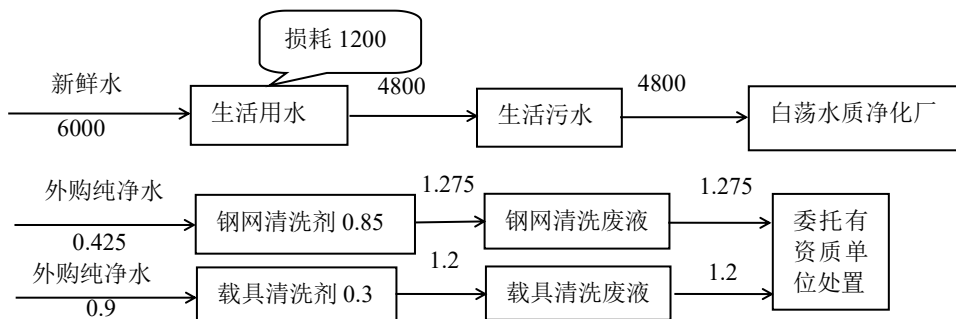 损耗 1200
新鲜水
6000
生活用水
4800
生活污水
4800
白荡水质净化厂
外购纯净水
0.425
钢网清洗剂 0.85
1.275
钢网清洗废液
1.275
外购纯净水
0.9
载具清洗剂 0.3
1.2
载具清洗废液
1.2
委托有
资质单
位处置